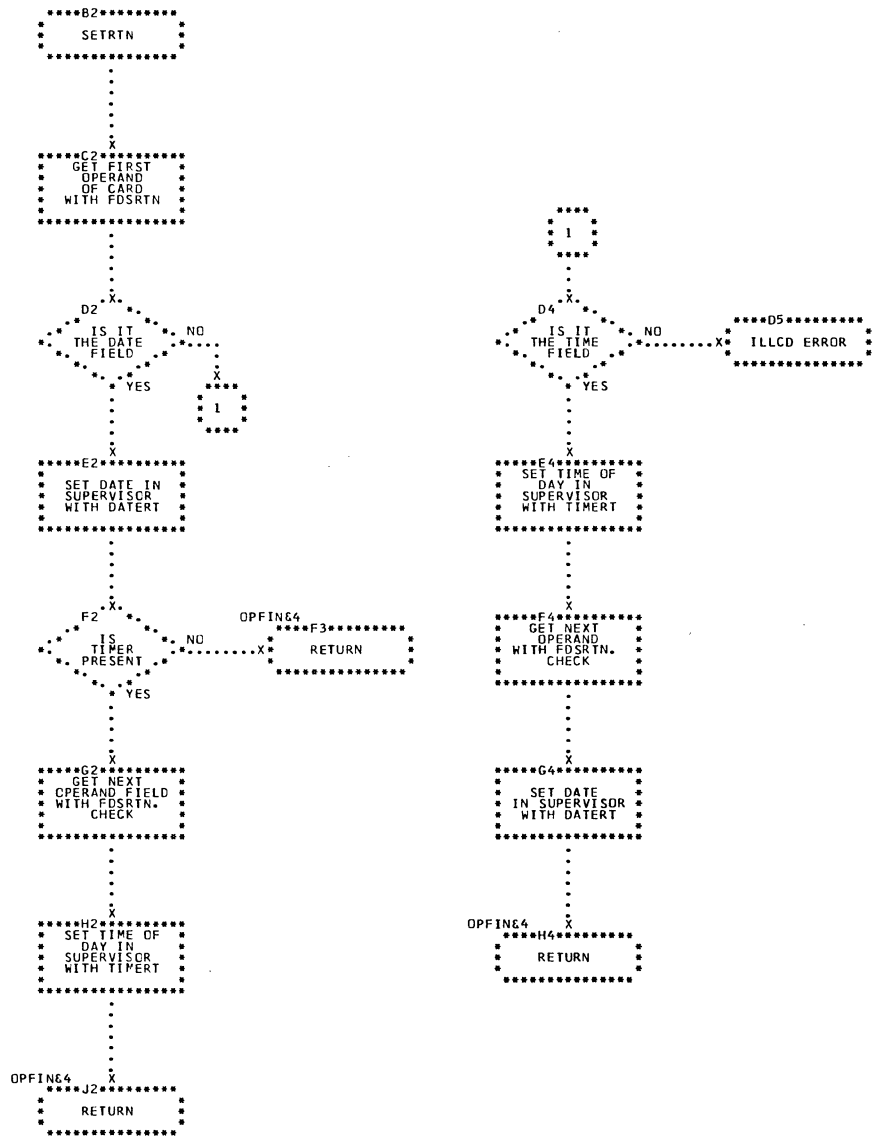 B2
SETRTN
C2
GET FIRST
OPERAND
OF CARD
WITH FDSRTN
D2
IS IT
THE DATE
FIELD
NO
YES
1
E2
SET DATE IN
SUPERVISOR
WITH DATERT
F2
IS
TIMER
PRESENT
NO
YES
OPFIN&4
F3
RETURN
G2
GET NEXT
OPERAND FIELD
WITH FDSRTN.
CHECK
H2
SET TIME OF
DAY IN
SUPERVISOR
WITH TIMERT
OPFIN&4
J2
RETURN
1
D4
IS IT
THE TIME
FIELD
NO
YES
D5
ILLCD ERROR
E4
SET TIME OF
DAY IN
SUPERVISOR
WITH TIMERT
F4
GET NEXT
OPERAND
WITH FDSRTN.
CHECK
G4
SET DATE
IN SUPERVISOR
WITH DATERT
OPFIN&4
H4
RETURN